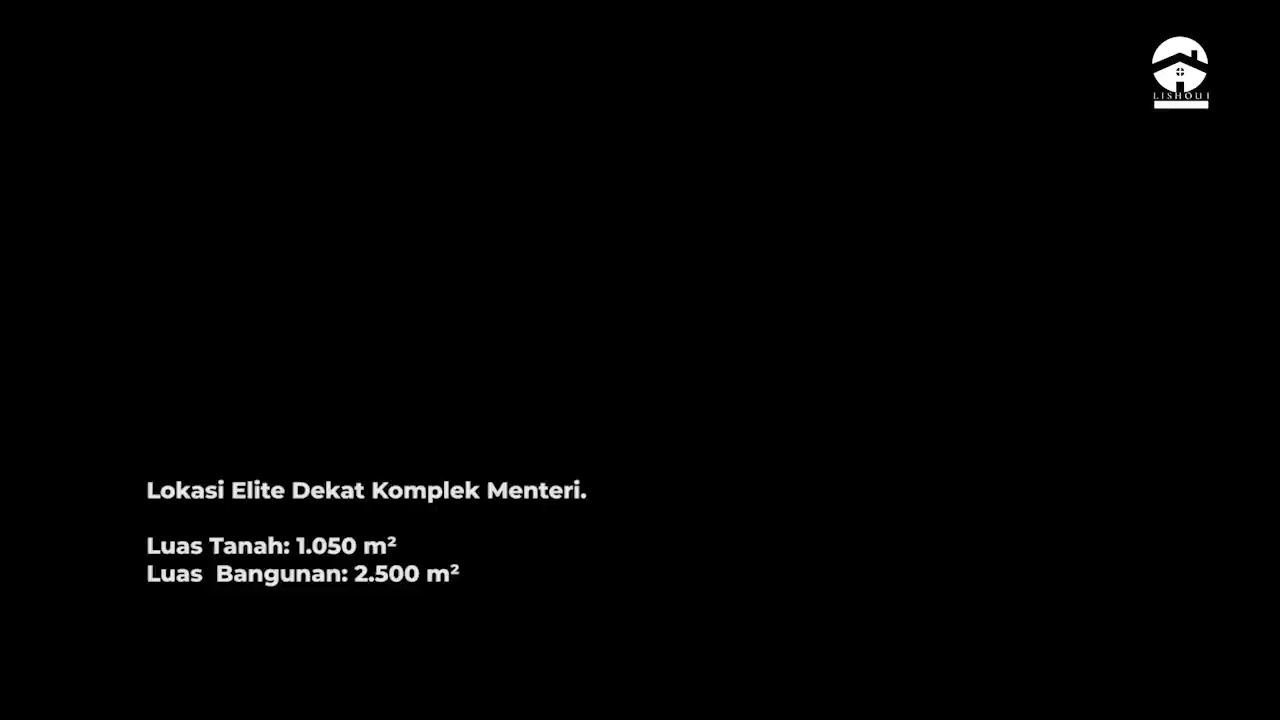 LISHOUI
Lokasi Elite Dekat Komplek Menteri.
Luas Tanah: 1.050 m²
Luas  Bangunan: 2.500 m²